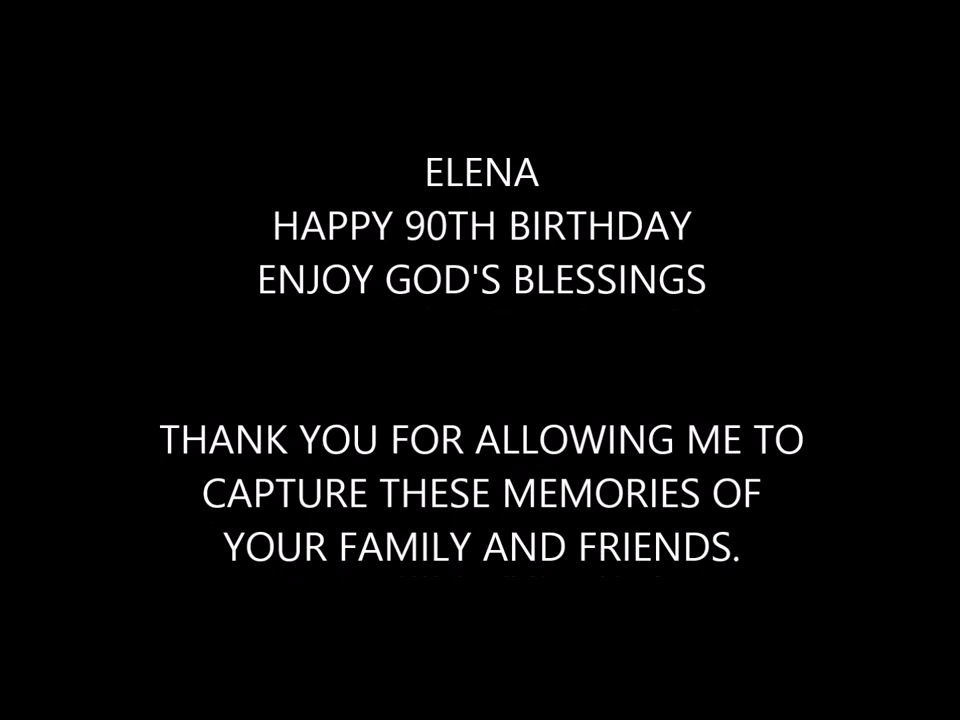 ELENA
HAPPY 90TH BIRTHDAY
ENJOY GOD'S BLESSINGS
THANK YOU FOR ALLOWING ME TO
CAPTURE THESE MEMORIES OF
YOUR FAMILY AND FRIENDS.